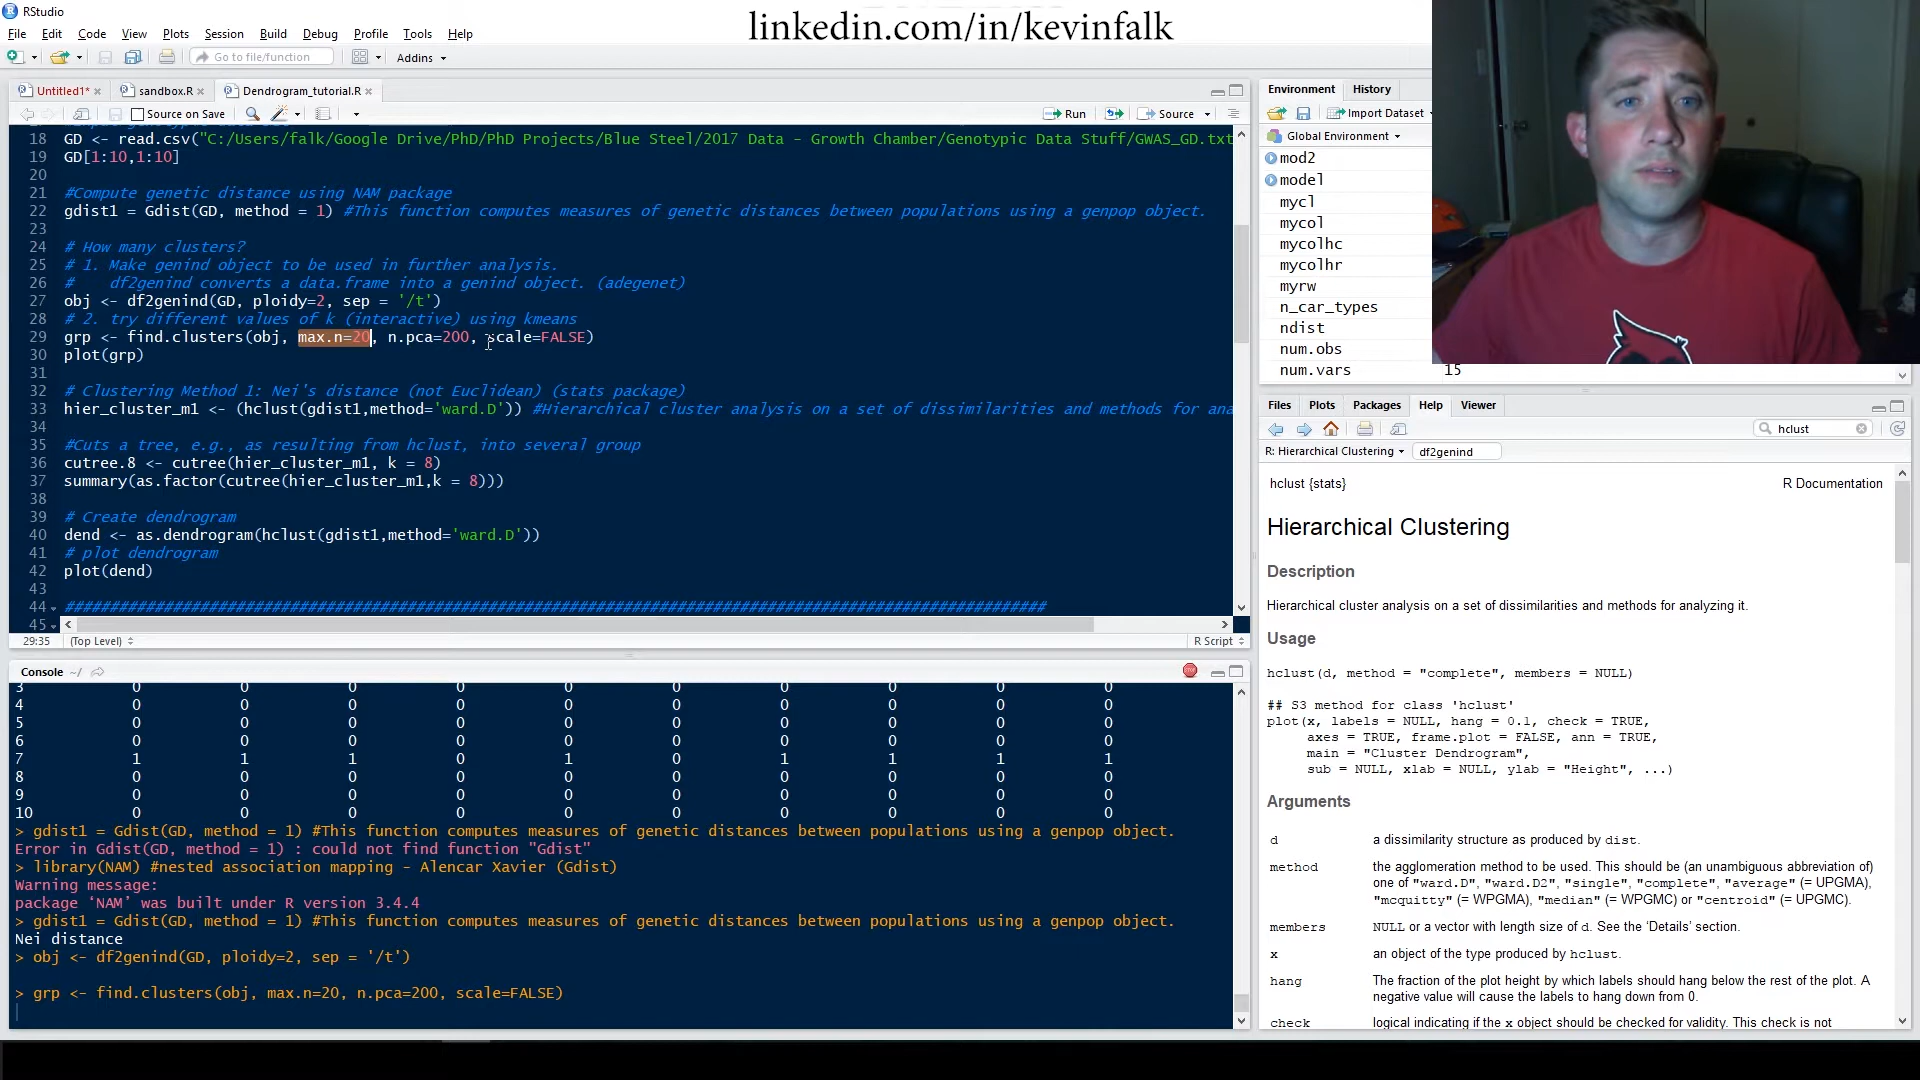 RStudio
linkedin.com/in/kevinfalk
File Edit Code View Plots Session Build Debug Profile Tools Help
Go to file/function
Addins
Untitled1* sandbox.R Dendrogram_tutorial.R
Source on Save
Run
Source
18 GD <- read.csv("C:/Users/falk/Google Drive/PhD/PhD Projects/Blue Steel/2017 Data - Growth Chamber/Genotypic Data Stuff/GWAS_GD.txt
19 GD[1:10,1:10]
20
21 #Compute genetic distance using NAM package
22 gdist1 = Gdist(GD, method = 1) #This function computes measures of genetic distances between populations using a genpop object.
23
24 # How many clusters?
25 # 1. Make genind object to be used in further analysis.
26 #    df2genind converts a data.frame into a genind object. (adegenet)
27 obj <- df2genind(GD, ploidy=2, sep = '/t')
28 # 2. try different values of k (interactive) using kmeans
29 grp <- find.clusters(obj, max.n=20, n.pca=200, scale=FALSE)
30 plot(grp)
31
32 # Clustering Method 1: Nei's distance (not Euclidean) (stats package)
33 hier_cluster_m1 <- (hclust(gdist1,method='ward.D')) #Hierarchical cluster analysis on a set of dissimilarities and methods for ana
34
35 #Cuts a tree, e.g., as resulting from hclust, into several group
36 cutree.8 <- cutree(hier_cluster_m1, k = 8)
37 summary(as.factor(cutree(hier_cluster_m1,k = 8)))
38
39 # Create dendrogram
40 dend <- as.dendrogram(hclust(gdist1,method='ward.D'))
41 # plot dendrogram
42 plot(dend)
43
44 #############################################################################################################
45
29:35 (Top Level) R Script
Console ~/
3 0 0 0 0 0 0 0 0 0 0
4 0 0 0 0 0 0 0 0 0 0
5 0 0 0 0 0 0 0 0 0 0
6 0 0 0 0 0 0 0 0 0 0
7 1 1 1 0 1 0 1 1 1 1
8 0 0 0 0 0 0 0 0 0 0
9 0 0 0 0 0 0 0 0 0 0
10 0 0 0 0 0 0 0 0 0 0
> gdist1 = Gdist(GD, method = 1) #This function computes measures of genetic distances between populations using a genpop object.
Error in Gdist(GD, method = 1) : could not find function "Gdist"
> library(NAM) #nested association mapping - Alencar Xavier (Gdist)
Warning message:
package ‘NAM’ was built under R version 3.4.4
> gdist1 = Gdist(GD, method = 1) #This function computes measures of genetic distances between populations using a genpop object.
Nei distance
> obj <- df2genind(GD, ploidy=2, sep = '/t')
> grp <- find.clusters(obj, max.n=20, n.pca=200, scale=FALSE)
Environment History
Import Dataset
Global Environment
mod2
model
mycl
mycol
mycolhc
mycolhr
myrw
n_car_types
ndist
num.obs
num.vars 15
Files Plots Packages Help Viewer
hclust
R: Hierarchical Clustering df2genind
hclust {stats} R Documentation
Hierarchical Clustering
Description
Hierarchical cluster analysis on a set of dissimilarities and methods for analyzing it.
Usage
hclust(d, method = "complete", members = NULL)
## S3 method for class 'hclust'
plot(x, labels = NULL, hang = 0.1, check = TRUE,
axes = TRUE, frame.plot = FALSE, ann = TRUE,
main = "Cluster Dendrogram",
sub = NULL, xlab = NULL, ylab = "Height", ...)
Arguments
d a dissimilarity structure as produced by dist.
method the agglomeration method to be used. This should be (an unambiguous abbreviation of)
one of "ward.D", "ward.D2", "single", "complete", "average" (= UPGMA),
"mcquitty" (= WPGMA), "median" (= WPGMC) or "centroid" (= UPGMC).
members NULL or a vector with length size of d. See the ‘Details’ section.
x an object of the type produced by hclust.
hang The fraction of the plot height by which labels should hang below the rest of the plot. A
negative value will cause the labels to hang down from 0.
check logical indicating if the x object should be checked for validity. This check is not